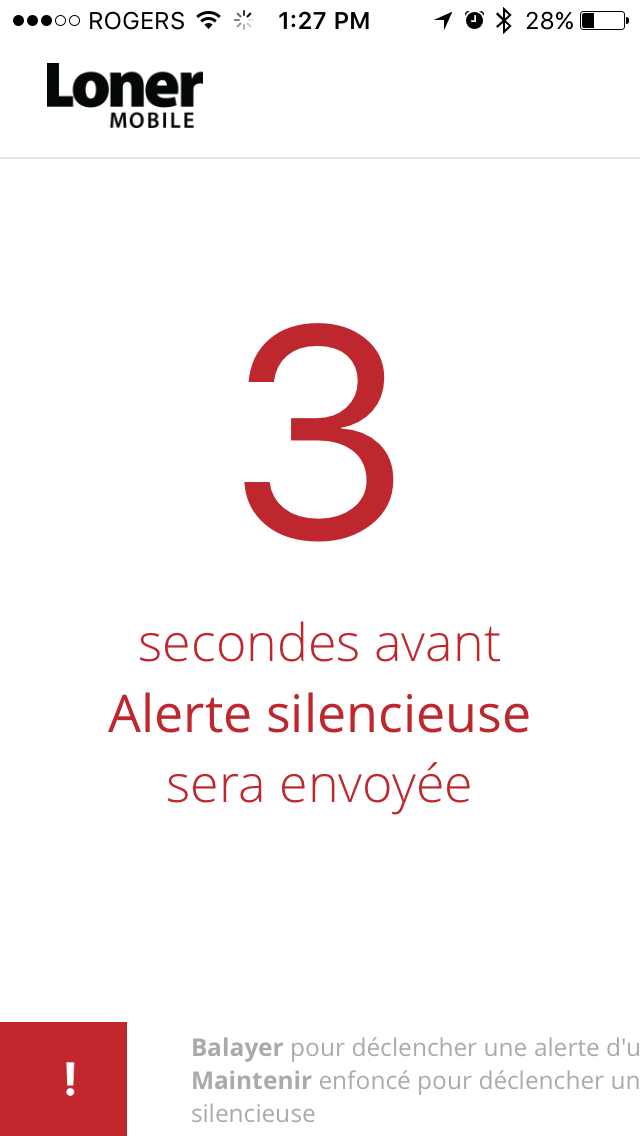 ROGERS 1:27 PM 28%
Loner
MOBILE
3
secondes avant
Alerte silencieuse
sera envoyée
! Balayer pour déclencher une alerte d'u
Maintenir enfoncé pour déclencher un
silencieuse